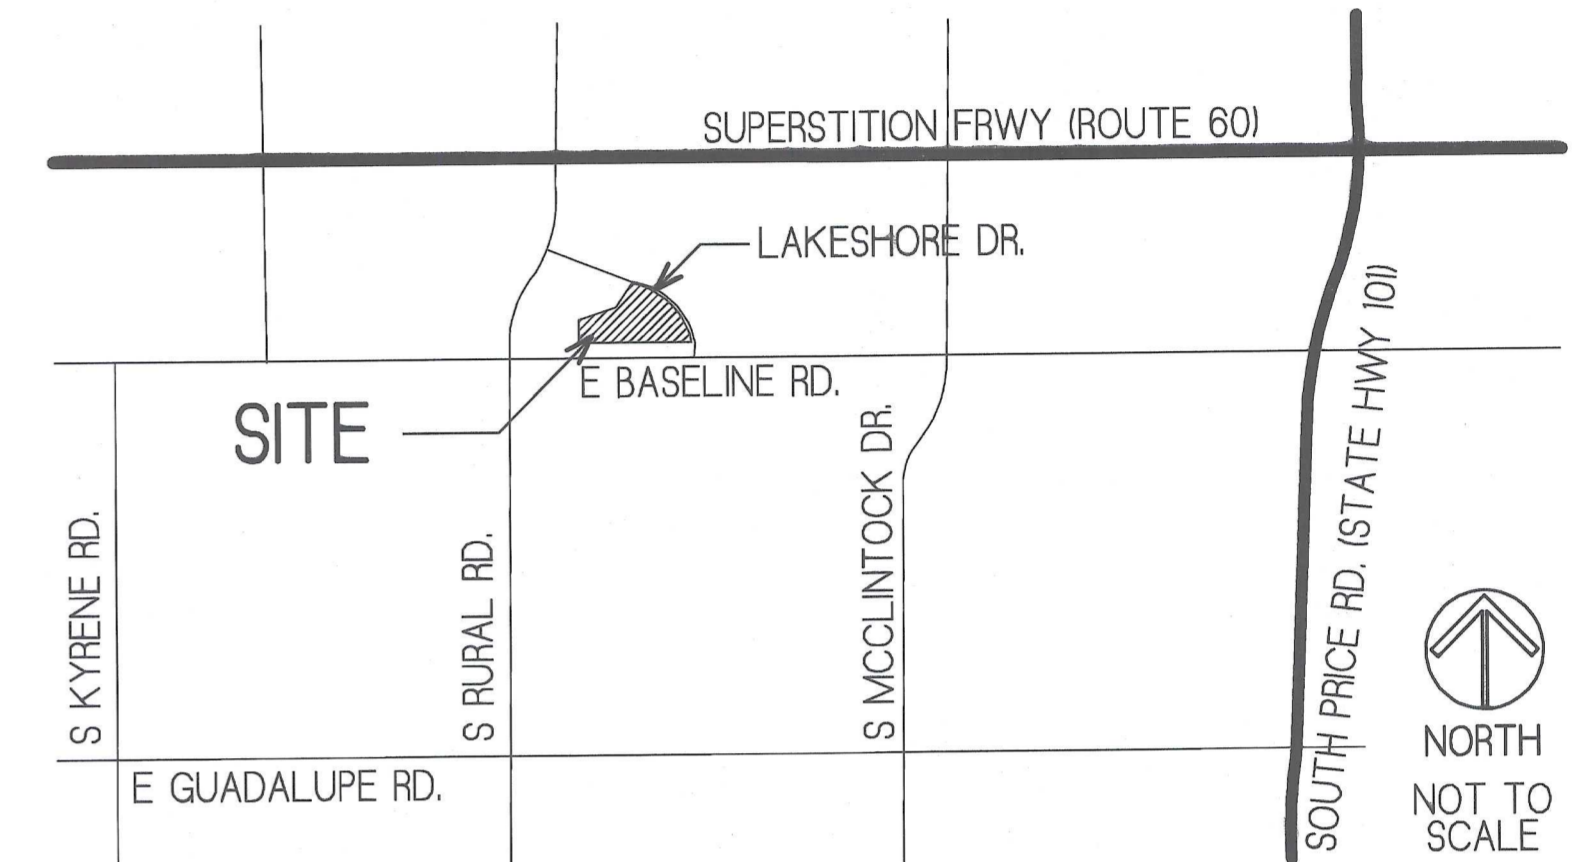 SUPERSTITION FRWY (ROUTE 60)
LAKESHORE DR.
E BASELINE RD.
SITE
S KYRENE RD.
S RURAL RD.
S MCCLINTOCK DR.
SOUTH PRICE RD. (STATE HWY 101)
E GUADALUPE RD.
NORTH
NOT TO
SCALE